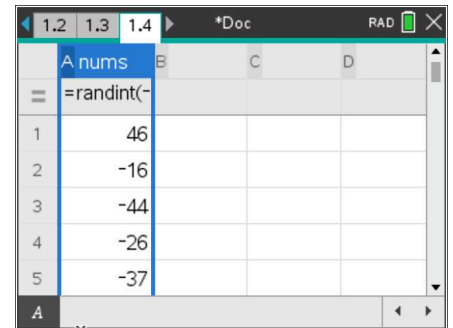 1.2 1.3 1.4 *Doc RAD
A nums B C D
= =randint(-
1 46
2 -16
3 -44
4 -26
5 -37
A